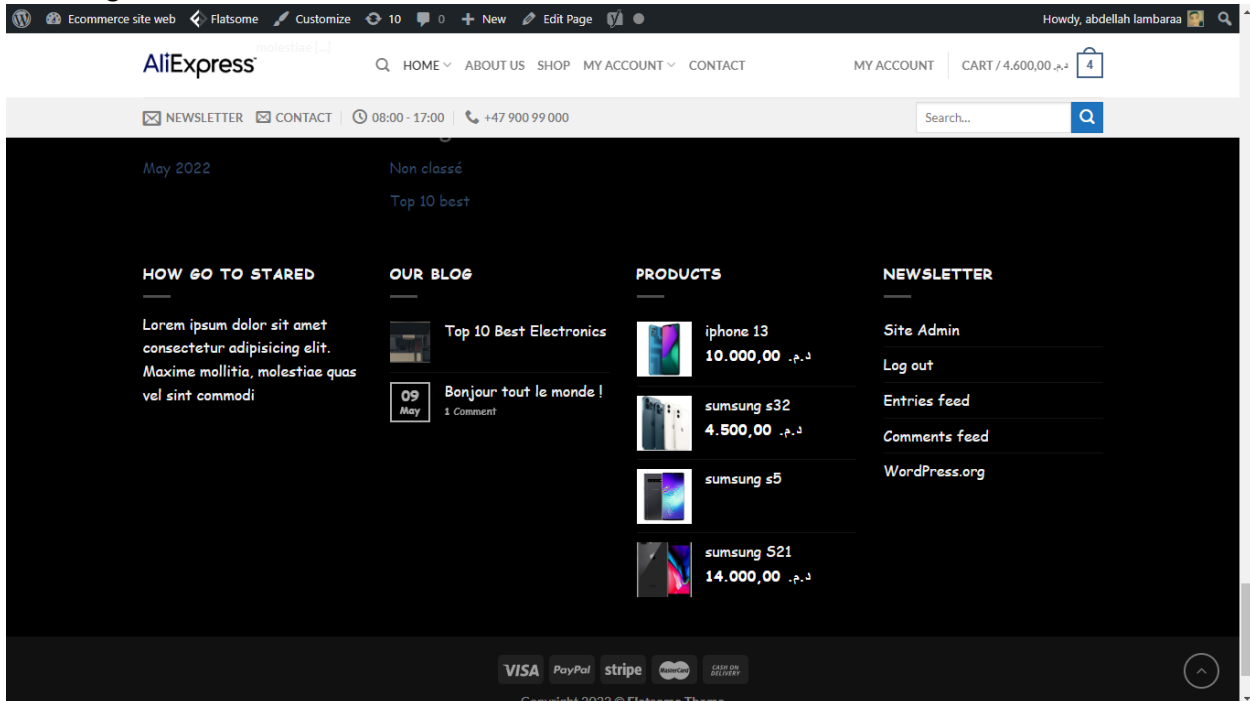 Ecommerce site web Flatsome Customize 10 0 + New Edit Page Howdy, abdellah lambaraa
molestiae [...]
AliExpress HOME ABOUT US SHOP MY ACCOUNT CONTACT MY ACCOUNT CART / 4.600,00 د.م. 4
NEWSLETTER CONTACT 08:00 - 17:00 +47 900 99 000 Search...
May 2022 Non classé
Top 10 best
HOW GO TO STARED
Lorem ipsum dolor sit amet
consectetur adipisicing elit.
Maxime mollitia, molestiae quas
vel sint commodi
OUR BLOG
Top 10 Best Electronics
09
May
Bonjour tout le monde !
1 Comment
PRODUCTS
iphone 13
10.000,00 د.م.
sumsung s32
4.500,00 د.م.
sumsung s5
sumsung S21
14.000,00 د.م.
NEWSLETTER
Site Admin
Log out
Entries feed
Comments feed
WordPress.org
VISA PayPal stripe MasterCard CASH ON
DELIVERY
Copyright 2022 © Flatsome Theme